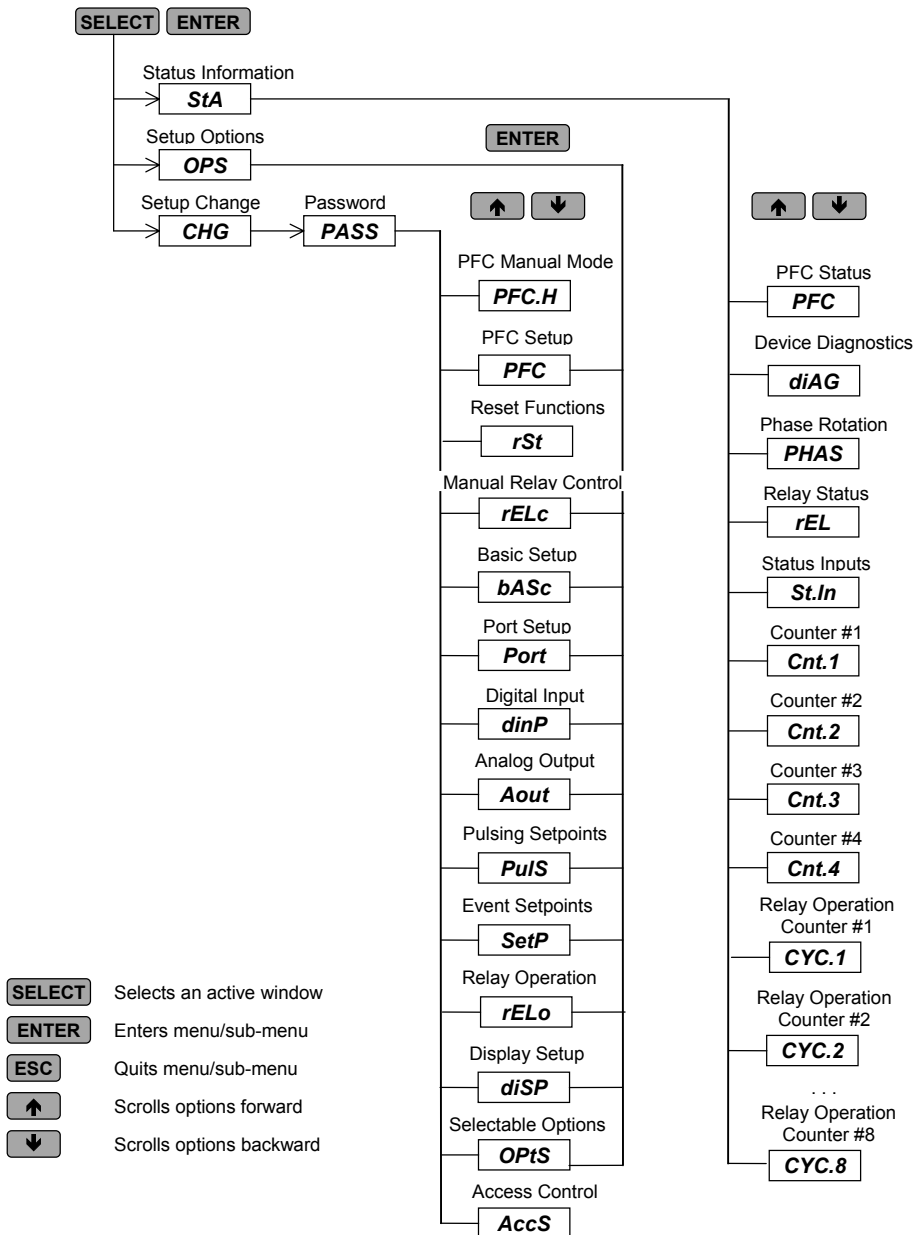 SELECT ENTER
Status Information
StA
Setup Options
OPS
ENTER
Setup Change
CHG
Password
PASS
PFC Manual Mode
PFC.H
PFC Setup
PFC
Reset Functions
rSt
Manual Relay Control
rELc
Basic Setup
bASc
Port Setup
Port
Digital Input
dinP
Analog Output
Aout
Pulsing Setpoints
PulS
Event Setpoints
SetP
Relay Operation
rELo
Display Setup
diSP
Selectable Options
OPtS
Access Control
AccS
PFC Status
PFC
Device Diagnostics
diAG
Phase Rotation
PHAS
Relay Status
rEL
Status Inputs
St.In
Counter #1
Cnt.1
Counter #2
Cnt.2
Counter #3
Cnt.3
Counter #4
Cnt.4
Relay Operation
Counter #1
CYC.1
Relay Operation
Counter #2
CYC.2
. . .
Relay Operation
Counter #8
CYC.8
SELECT Selects an active window
ENTER Enters menu/sub-menu
ESC Quits menu/sub-menu
Scrolls options forward
Scrolls options backward